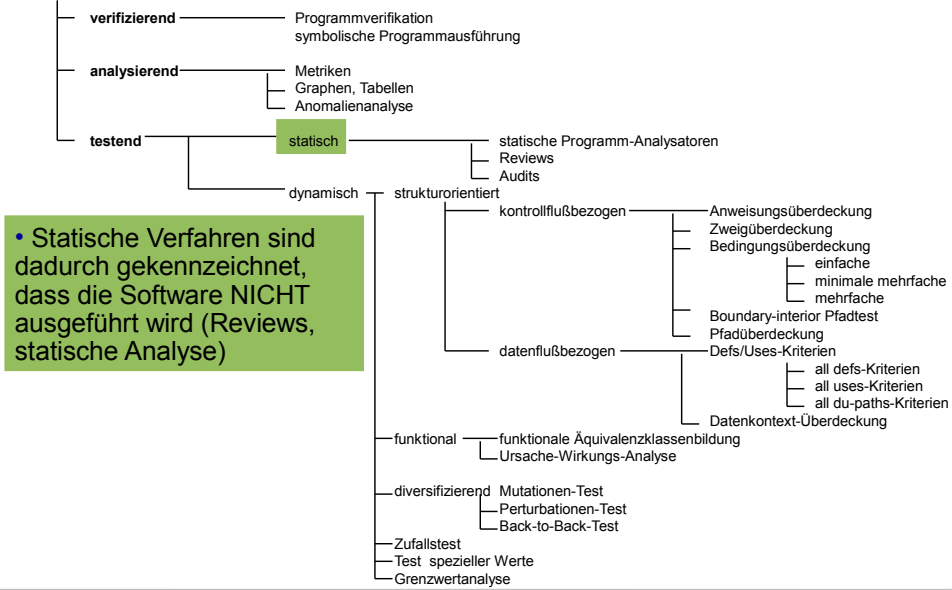 verifizierend Programmverifikation
symbolische Programmausführung
analysierend Metriken
Graphen, Tabellen
Anomalienanalyse
testend statisch statische Programm-Analysatoren
Reviews
Audits
dynamisch strukturorientiert
kontrollflußbezogen Anweisungsüberdeckung
Zweigüberdeckung
Bedingungsüberdeckung
einfache
minimale mehrfache
mehrfache
Boundary-interior Pfadtest
Pfadüberdeckung
datenflußbezogen Defs/Uses-Kriterien
all defs-Kriterien
all uses-Kriterien
all du-paths-Kriterien
Datenkontext-Überdeckung
funktional funktionale Äquivalenzklassenbildung
Ursache-Wirkungs-Analyse
diversifizierend Mutationen-Test
Perturbationen-Test
Back-to-Back-Test
Zufallstest
Test spezieller Werte
Grenzwertanalyse
• Statische Verfahren sind
dadurch gekennzeichnet,
dass die Software NICHT
ausgeführt wird (Reviews,
statische Analyse)